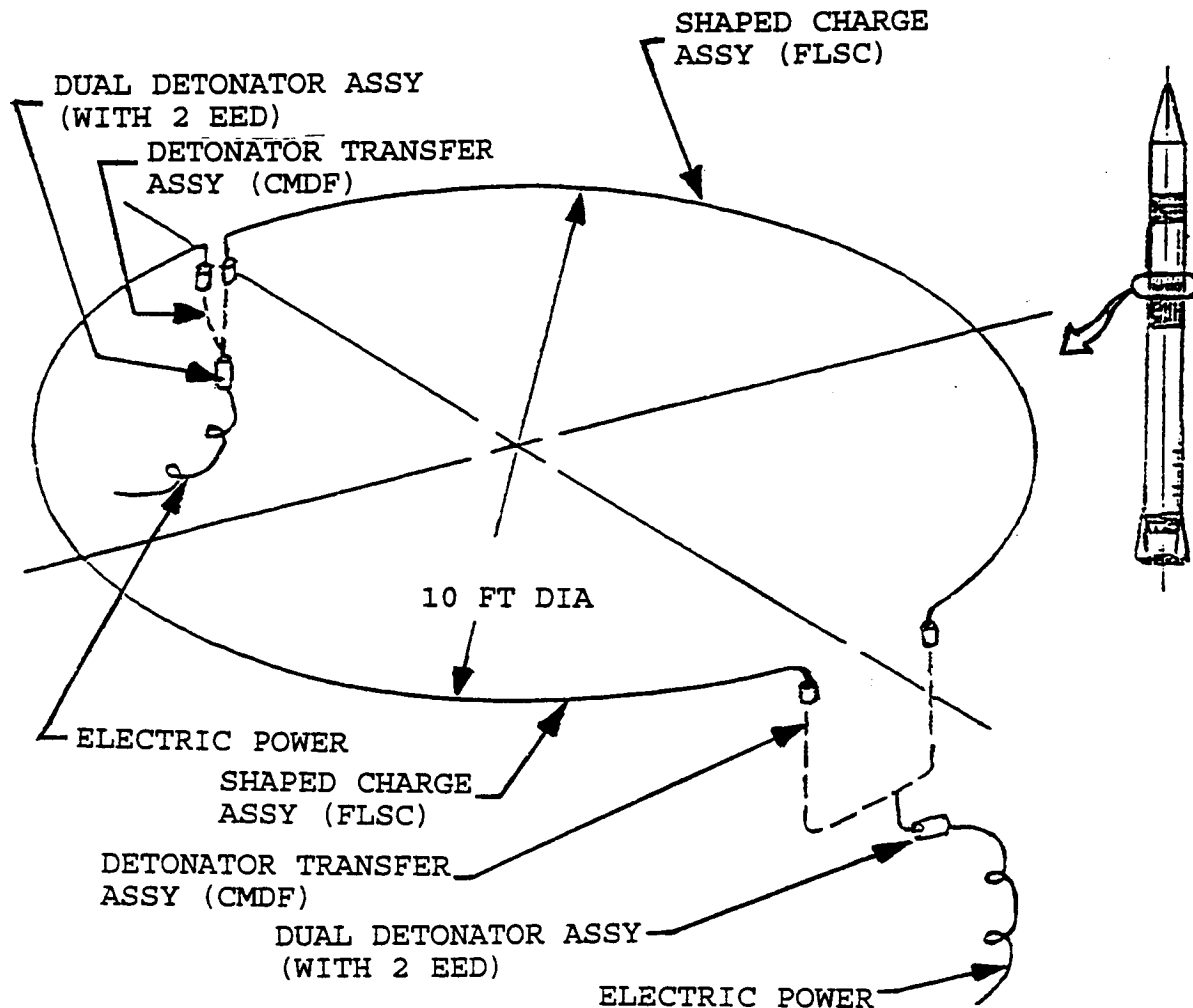 SHAPED CHARGE
ASSY (FLSC)
DUAL DETONATOR ASSY
(WITH 2 EED)
DETONATOR TRANSFER
ASSY (CMDF)
10 FT DIA
ELECTRIC POWER
SHAPED CHARGE
ASSY (FLSC)
DETONATOR TRANSFER
ASSY (CMDF)
DUAL DETONATOR ASSY
(WITH 2 EED)
ELECTRIC POWER